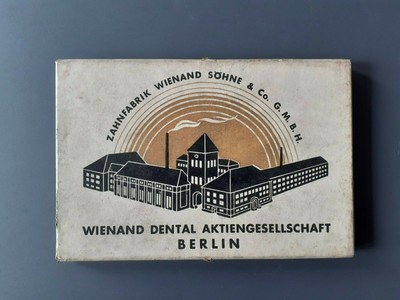 ZAHNFABRIK WIENAND SÖHNE & Co. G.M.B.H.
WIENAND DENTAL AKTIENGESELLSCHAFT
BERLIN